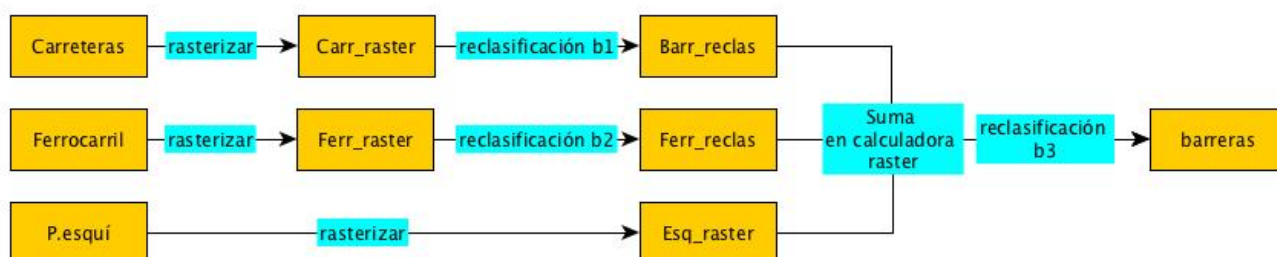 Carreteras rasterizar Carr_raster reclasificación b1 Barr_reclas
Ferrocarril rasterizar Ferr_raster reclasificación b2 Ferr_reclas
Suma
en calculadora
raster
reclasificación
b3
barreras
P.esquí rasterizar Esq_raster